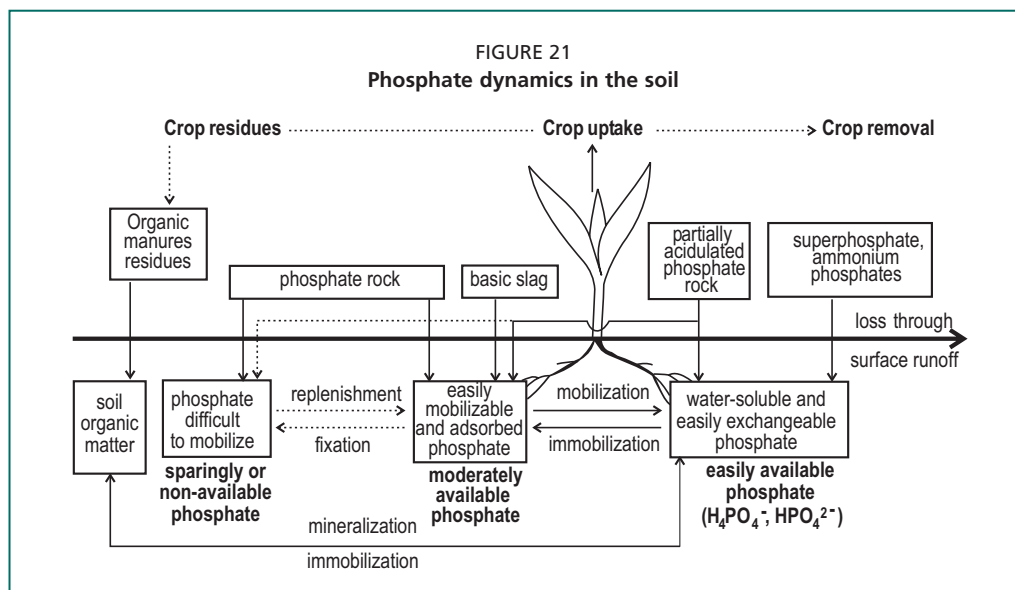 FIGURE 21
Phosphate dynamics in the soil
Crop residues
Crop uptake
Crop removal
Organic
manures
residues
phosphate rock
basic slag
partially
acidulated
phosphate
rock
superphosphate,
ammonium
phosphates
loss through
surface runoff
soil
organic
matter
phosphate
difficult
to mobilize
replenishment
fixation
easily
mobilizable
and adsorbed
phosphate
mobilization
immobilization
water-soluble and
easily exchangeable
phosphate
sparingly or
non-available
phosphate
moderately
available
phosphate
easily available
phosphate
(H₄PO₄⁻, HPO₄²⁻)
mineralization
immobilization